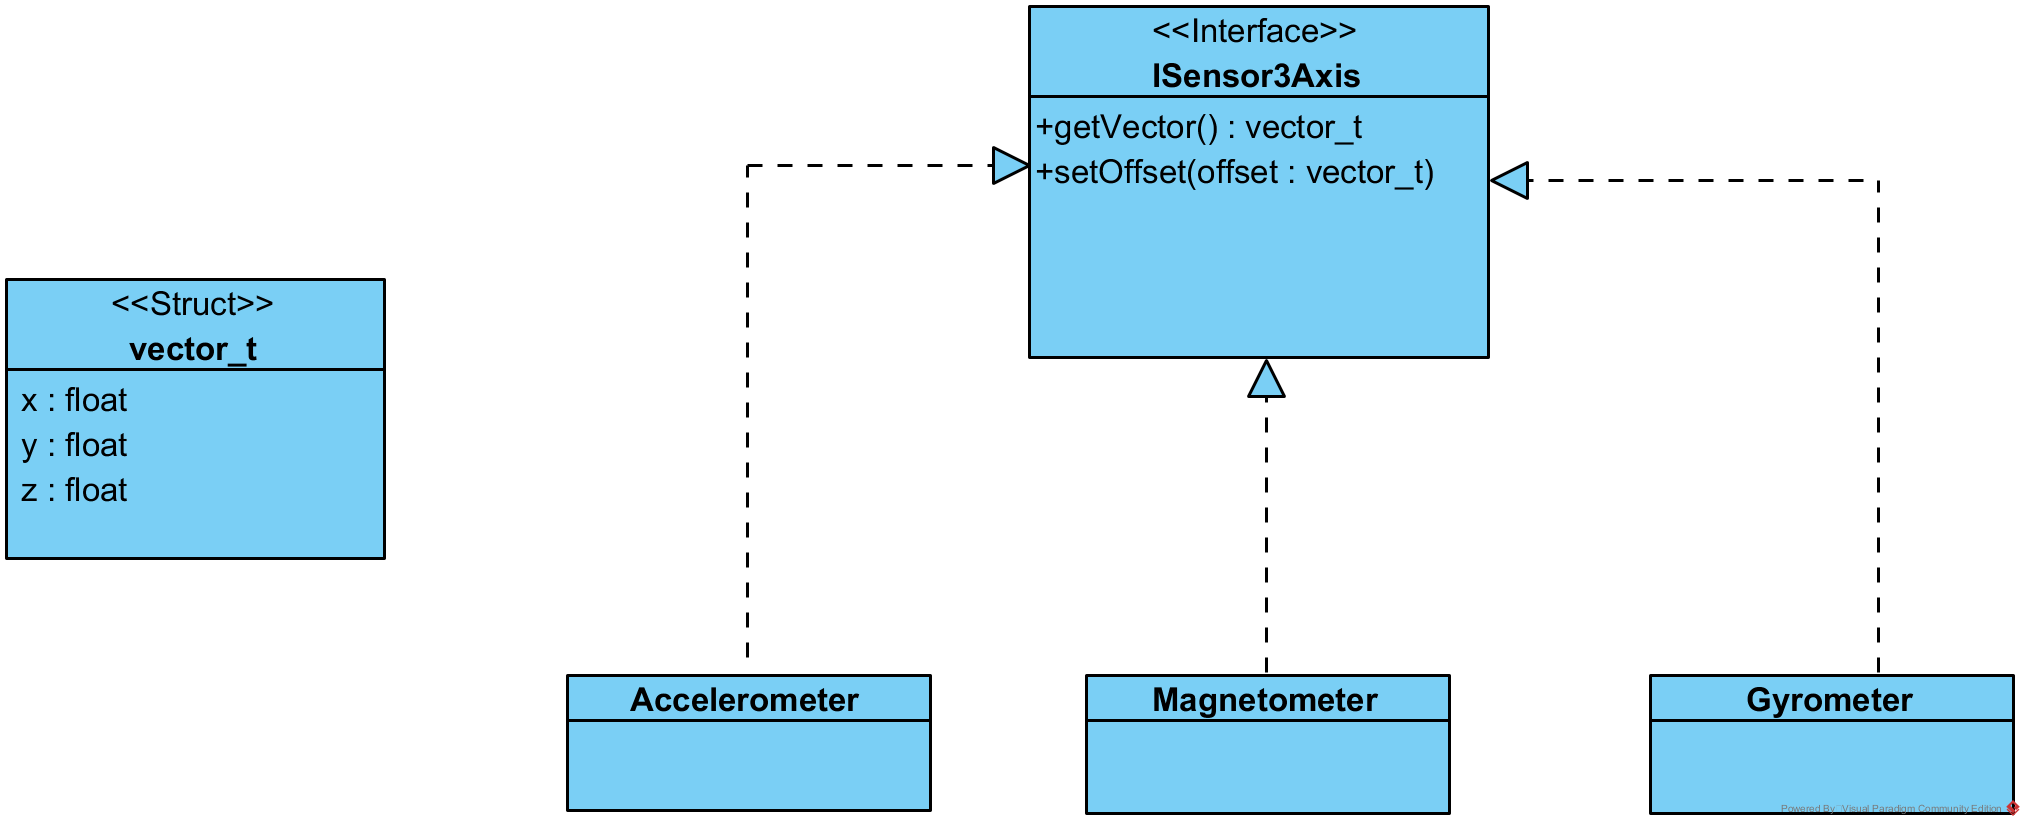 <<Interface>>
ISensor3Axis
+getVector() : vector_t
+setOffset(offset : vector_t)
<<Struct>>
vector_t
x : float
y : float
z : float
Accelerometer
Magnetometer
Gyrometer
Powered By Visual Paradigm Community Edition